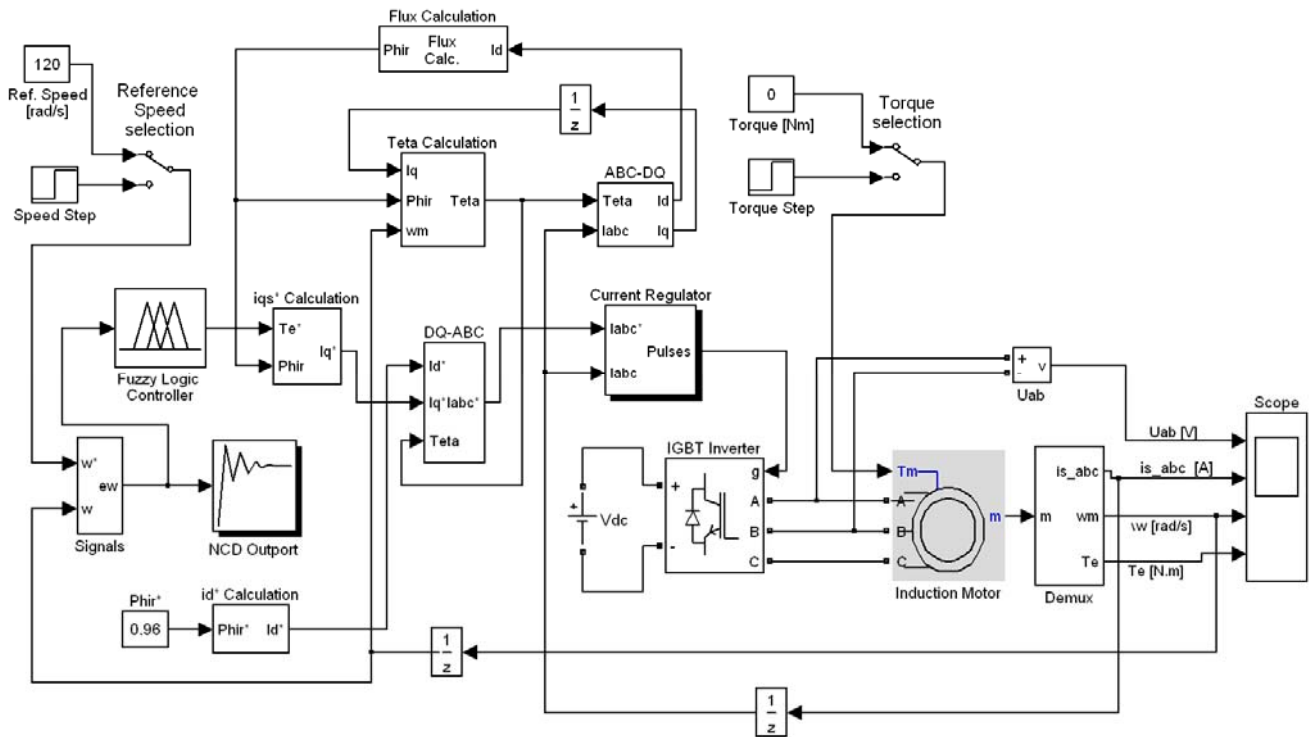 Flux Calculation
Phir
Flux
Calc.
Id
120
Ref. Speed
[rad/s]
Reference
Speed
selection
Speed Step
1
z
Teta Calculation
Iq
Phir
wm
Teta
ABC-DQ
Teta
Iabc
Id
Iq
0
Torque [Nm]
Torque
selection
Torque Step
Fuzzy Logic
Controller
iqs* Calculation
Te*
Phir
Iq*
DQ-ABC
Id*
Iq*
Iabc*
Teta
Current Regulator
Iabc*
Iabc
Pulses
+
-
v
Uab
Scope
Uab [V]
is_abc [A]
w [rad/s]
Te [N.m]
w*
w
ew
Signals
NCD Outport
+
Vdc
IGBT Inverter
+
-
g
A
B
C
Tm
A
B
C
m
Induction Motor
m
is_abc
wm
Te
Demux
Phir*
0.96
id* Calculation
Phir*
Id*
1
z
1
z